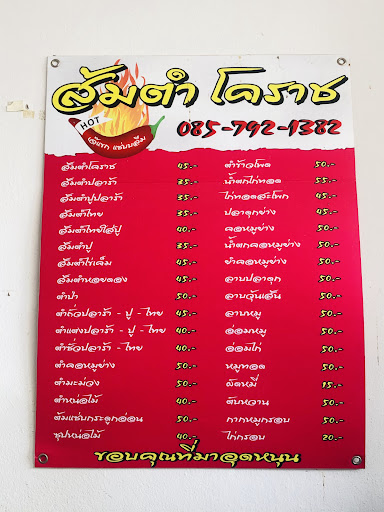 ส้มตำ โคราช
HOT
085-792-1382
ส้มตำโคราช 45.-
ส้มตำปลาร้า 35.-
ส้มตำปูปลาร้า 35.-
ส้มตำไทย 35.-
ส้มตำไทยใส่ปู 40.-
ส้มตำปู 35.-
ส้มตำไข่เค็ม 45.-
ส้มตำหอยดอง 45.-
ตำป่า 50.-
ตำถั่วปลาร้า - ปู - ไทย 40.-
ตำแตงปลาร้า - ปู - ไทย 40.-
ตำซั่วปลาร้า - ไทย 40.-
ตำคอหมูย่าง 50.-
ตำมะม่วง 50.-
ตำหน่อไม้ 40.-
ต้มแซ่บกระดูกอ่อน 50.-
ซุปหน่อไม้ 40.-
ตำข้าวโพด 50.-
น้ำตกไก่ทอด 55.-
ไก่ทอดสะโพก 45.-
ปลาดุกย่าง 45.-
คอหมูย่าง 50.-
น้ำตกคอหมูย่าง 50.-
ยำคอหมูย่าง 50.-
ลาบปลาดุก 50.-
ลาบวุ้นเส้น 50.-
ลาบหมู 50.-
อ่อมหมู 50.-
อ่อมไก่ 50.-
หมูทอด 50.-
ผัดหมี่ 15.-
ตับหวาน 50.-
กากหมูกรอบ 50.-
ไก่กรอบ 20.-
ขอบคุณที่มาอุดหนุน